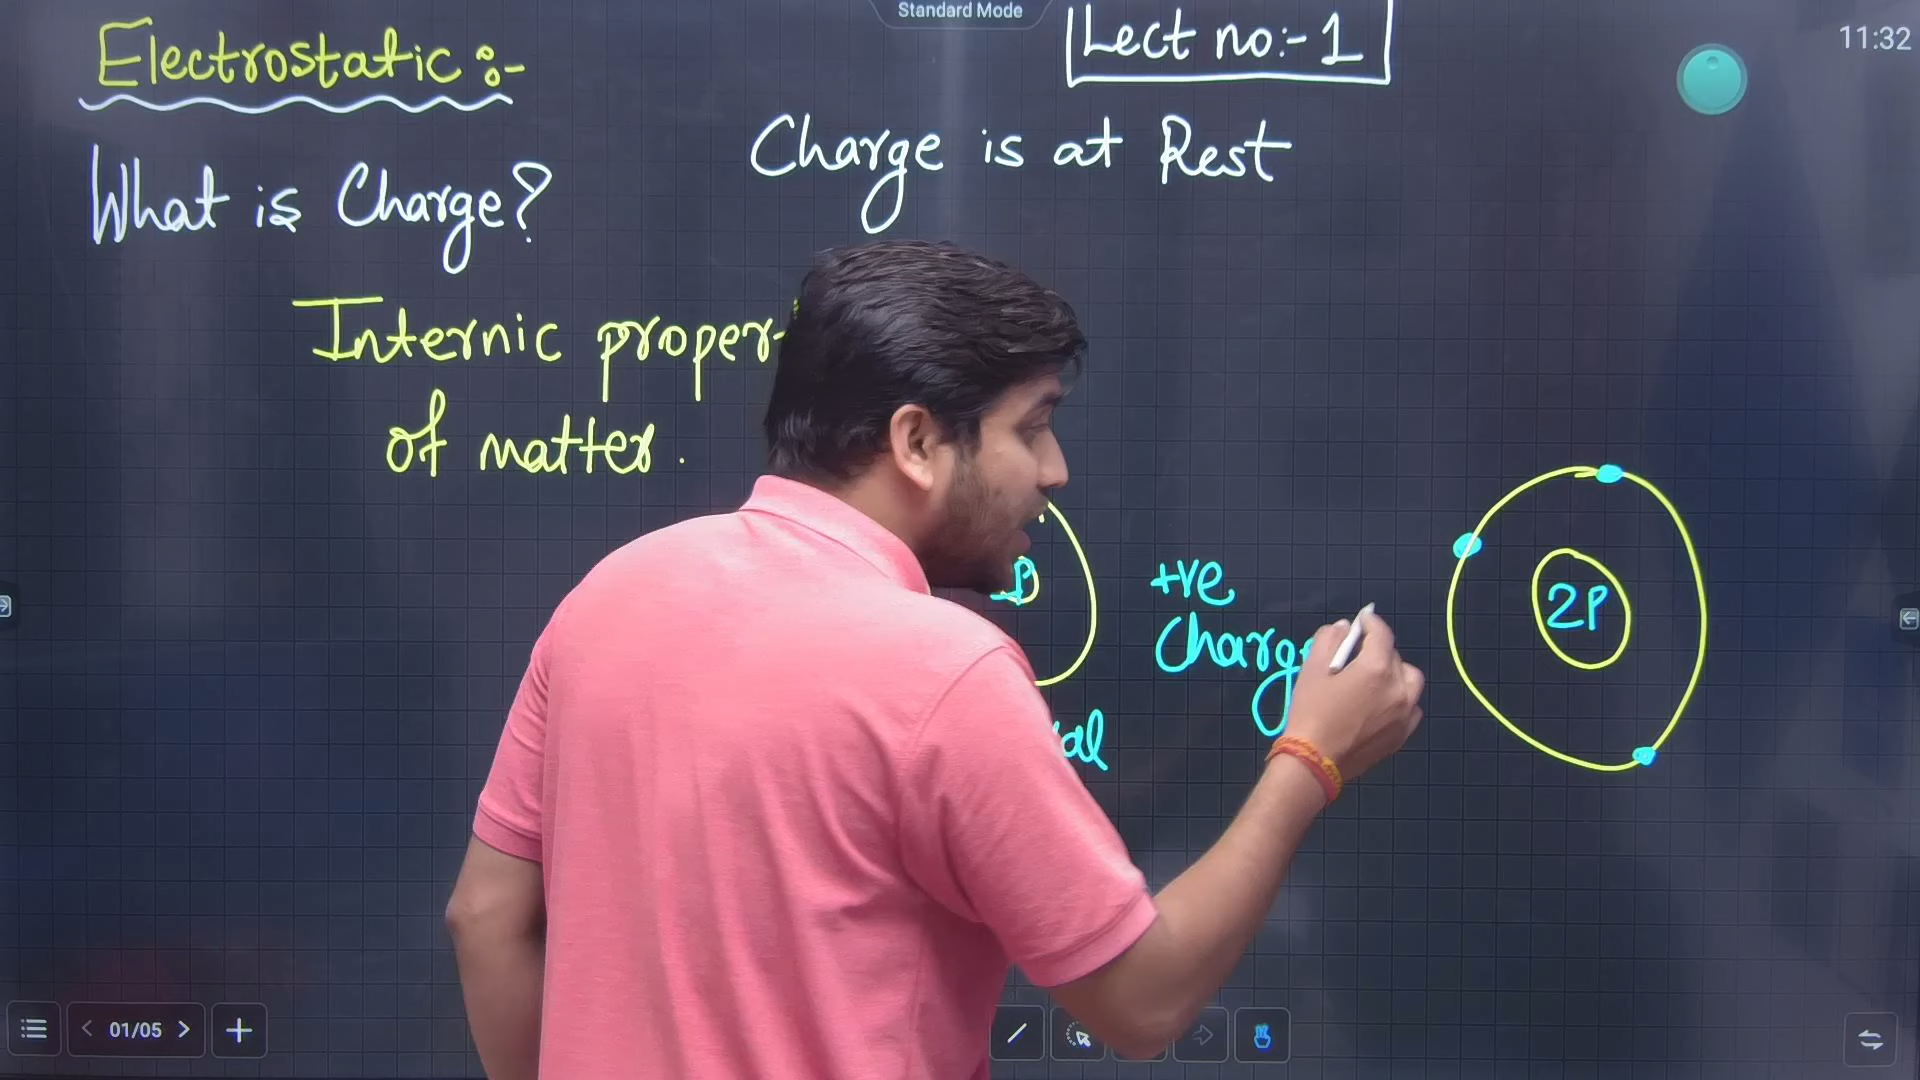 Standard Mode
11:32
Electrostatic :-
Lect no:- 1
Charge is at Rest
What is Charge?
Internic proper
of matter.
P
+ve
Charge
2P
01/05